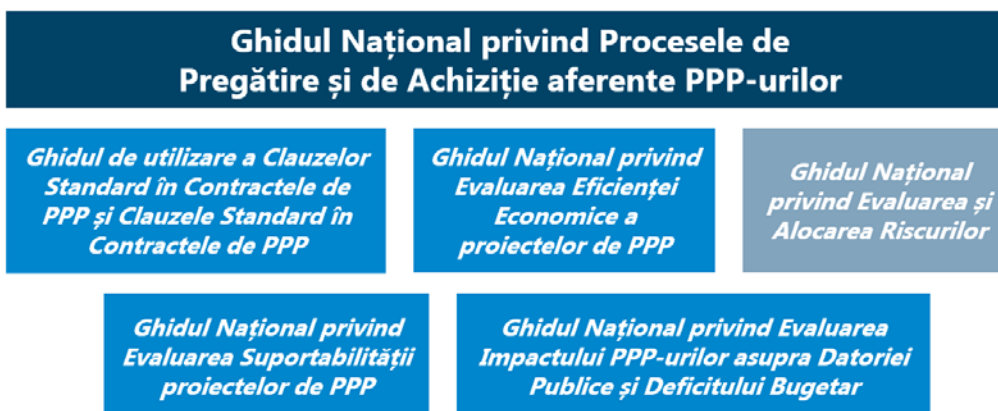 Ghidul Național privind Procesele de
Pregătire și de Achiziție aferente PPP-urilor
Ghidul de utilizare a Clauzelor
Standard în Contractele de
PPP și Clauzele Standard în
Contractele de PPP
Ghidul Național privind
Evaluarea Eficienței
Economice a
proiectelor de PPP
Ghidul Național
privind Evaluarea și
Alocarea Riscurilor
Ghidul Național privind
Evaluarea Suportabilității
proiectelor de PPP
Ghidul Național privind Evaluarea
Impactului PPP-urilor asupra Datoriei
Publice și Deficitului Bugetar